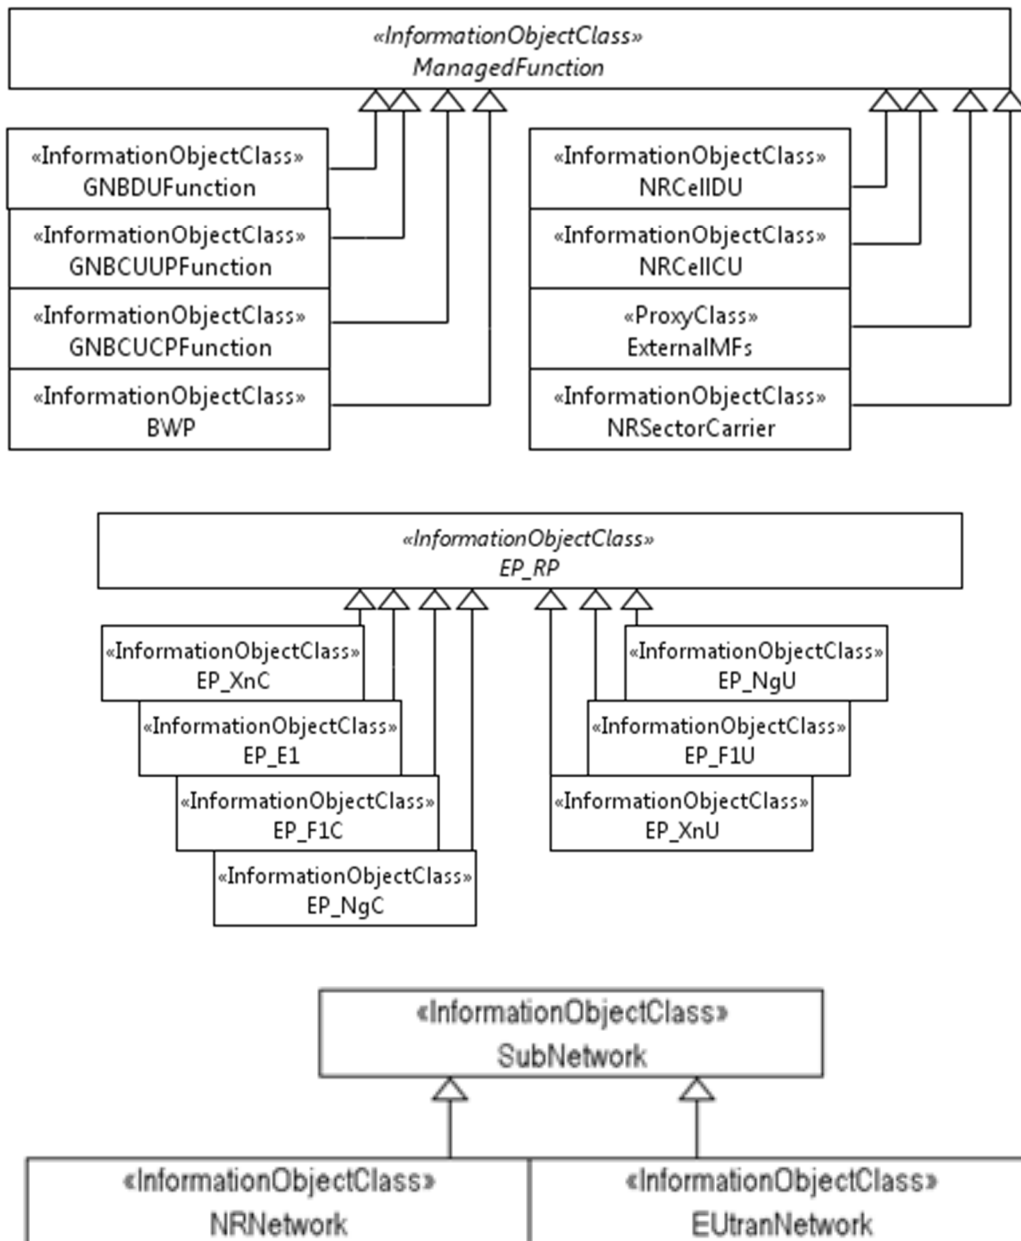 «InformationObjectClass»
ManagedFunction
«InformationObjectClass»
GNBDUFunction
«InformationObjectClass»
GNBCUUPFunction
«InformationObjectClass»
GNBCUCPFunction
«InformationObjectClass»
BWP
«InformationObjectClass»
NRCellDU
«InformationObjectClass»
NRCellCU
«ProxyClass»
ExternalMFs
«InformationObjectClass»
NRSectorCarrier
«InformationObjectClass»
EP_RP
«InformationObjectClass»
EP_XnC
«InformationObjectClass»
EP_E1
«InformationObjectClass»
EP_F1C
«InformationObjectClass»
EP_NgC
«InformationObjectClass»
EP_NgU
«InformationObjectClass»
EP_F1U
«InformationObjectClass»
EP_XnU
«InformationObjectClass»
SubNetwork
«InformationObjectClass»
NRNetwork
«InformationObjectClass»
EUtranNetwork